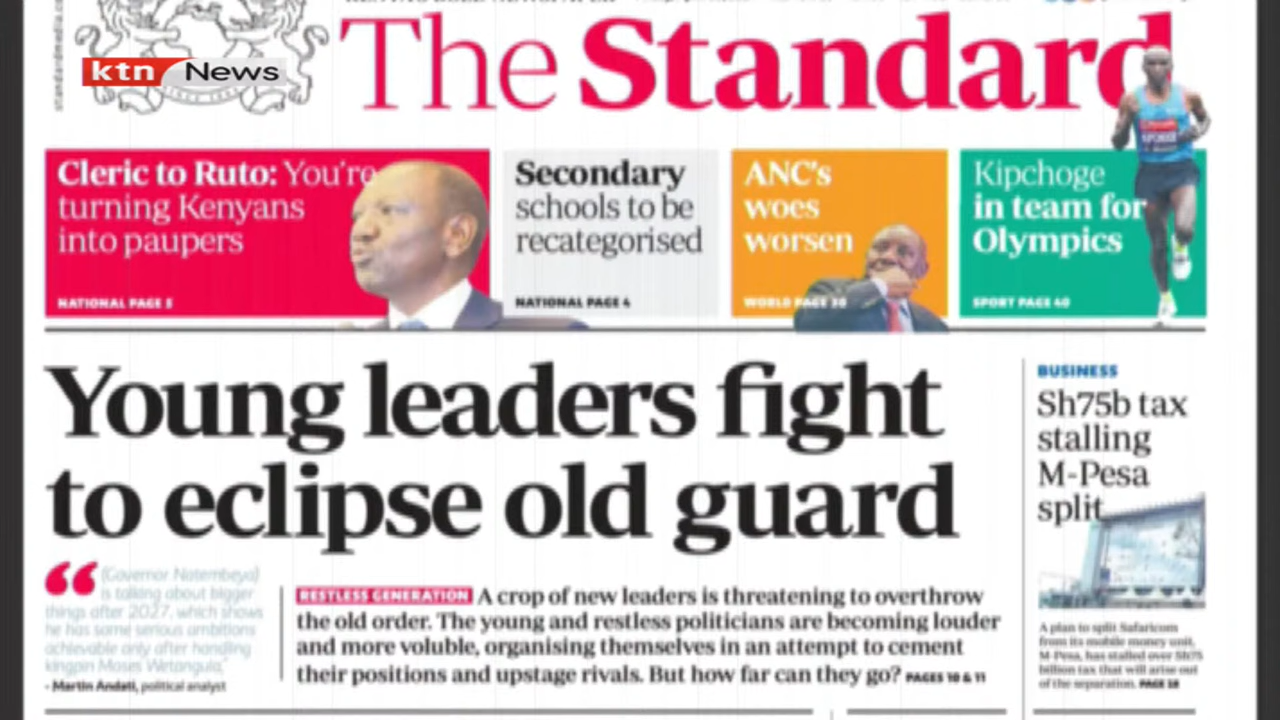 ktn News
The Standard
Cleric to Ruto: You're
turning Kenyans
into paupers
NATIONAL PAGE 5
Secondary
schools to be
recategorised
NATIONAL PAGE 4
ANC's
woes
worsen
WORLD PAGE 30
Kipchoge
in team for
Olympics
SPORT PAGE 40
Young leaders fight
to eclipse old guard
(Governor Natembeya)
is talking about bigger
things after 2027, which shows
he has some serious ambitions
achievable only after handling
kingpin Moses Wetangula,"
- Martin Andati, political analyst
RESTLESS GENERATION A crop of new leaders is threatening to overthrow
the old order. The young and restless politicians are becoming louder
and more voluble, organising themselves in an attempt to cement
their positions and upstage rivals. But how far can they go? PAGES 10 & 11
BUSINESS
Sh75b tax
stalling
M-Pesa
split
A plan to split Safaricom
from its mobile money unit,
M-Pesa, has stalled over Sh75
billion tax that will arise out
of the separation. PAGE 18